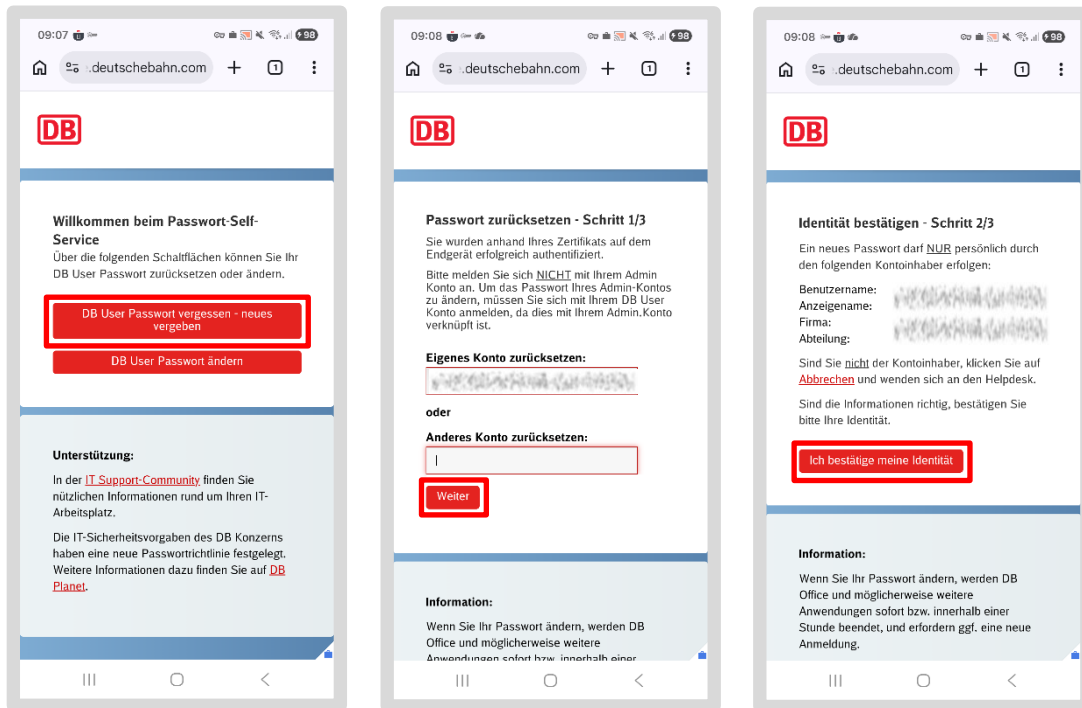 09:07
98
.deutschebahn.com
1
DB
Willkommen beim Passwort-Self-
Service
Über die folgenden Schaltflächen können Sie Ihr
DB User Passwort zurücksetzen oder ändern.
DB User Passwort vergessen - neues
vergeben
DB User Passwort ändern
Unterstützung:
In der IT Support-Community finden Sie
nützlichen Informationen rund um Ihren IT-
Arbeitsplatz.
Die IT-Sicherheitsvorgaben des DB Konzerns
haben eine neue Passwortrichtlinie festgelegt.
Weitere Informationen dazu finden Sie auf DB
Planet.
09:08
98
.deutschebahn.com
1
DB
Passwort zurücksetzen - Schritt 1/3
Sie wurden anhand Ihres Zertifikats auf dem
Endgerät erfolgreich authentifiziert.
Bitte melden Sie sich NICHT mit Ihrem Admin
Konto an. Um das Passwort Ihres Admin-Kontos
zu ändern, müssen Sie sich mit Ihrem DB User
Konto anmelden, da dies mit Ihrem Admin.Konto
verknüpft ist.
Eigenes Konto zurücksetzen:
oder
Anderes Konto zurücksetzen:
Weiter
Information:
Wenn Sie Ihr Passwort ändern, werden DB
Office und möglicherweise weitere
Anwendungen sofort bzw. innerhalb einer
09:08
98
.deutschebahn.com
1
DB
Identität bestätigen - Schritt 2/3
Ein neues Passwort darf NUR persönlich durch
den folgenden Kontoinhaber erfolgen:
Benutzername:
Anzeigename:
Firma:
Abteilung:
Sind Sie nicht der Kontoinhaber, klicken Sie auf
Abbrechen und wenden sich an den Helpdesk.
Sind die Informationen richtig, bestätigen Sie
bitte Ihre Identität.
Ich bestätige meine Identität
Information:
Wenn Sie Ihr Passwort ändern, werden DB
Office und möglicherweise weitere
Anwendungen sofort bzw. innerhalb einer
Stunde beendet, und erfordern ggf. eine neue
Anmeldung.